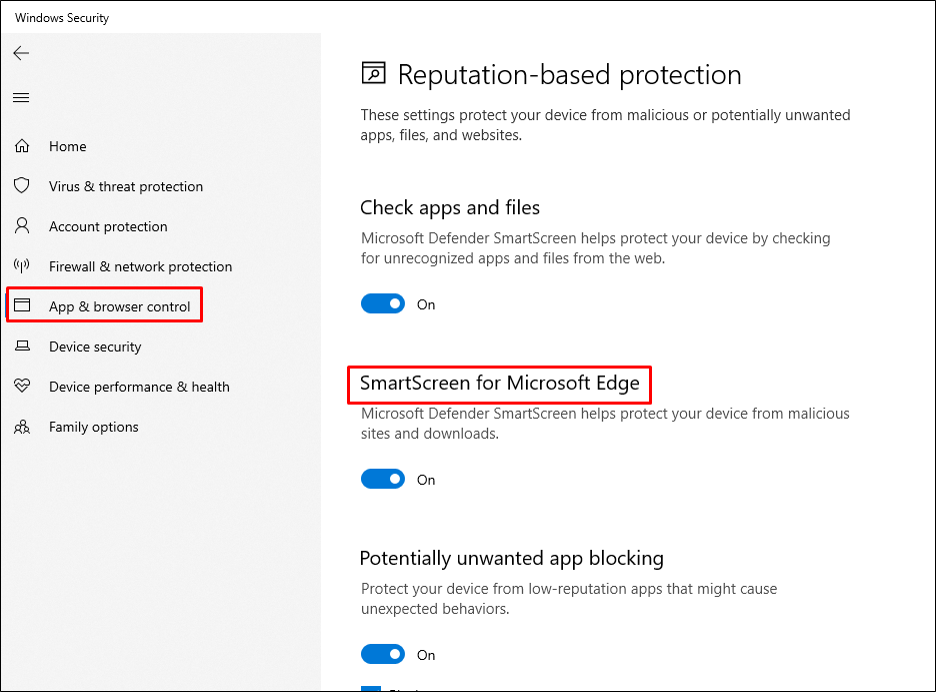 Windows Security
Home
Virus & threat protection
Account protection
Firewall & network protection
App & browser control
Device security
Device performance & health
Family options
Reputation-based protection
These settings protect your device from malicious or potentially unwanted
apps, files, and websites.
Check apps and files
Microsoft Defender SmartScreen helps protect your device by checking
for unrecognized apps and files from the web.
On
SmartScreen for Microsoft Edge
Microsoft Defender SmartScreen helps protect your device from malicious
sites and downloads.
On
Potentially unwanted app blocking
Protect your device from low-reputation apps that might cause
unexpected behaviors.
On